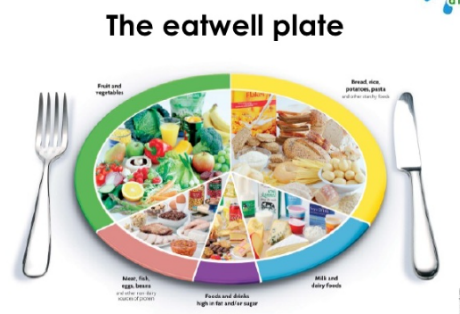 The eatwell plate
Fruit and
vegetables
Bread, rice,
potatoes, pasta
and other starchy foods
Meat, fish,
eggs, beans
and other non-dairy
sources of protein
Foods and drinks
high in fat and/or sugar
Milk and
dairy foods